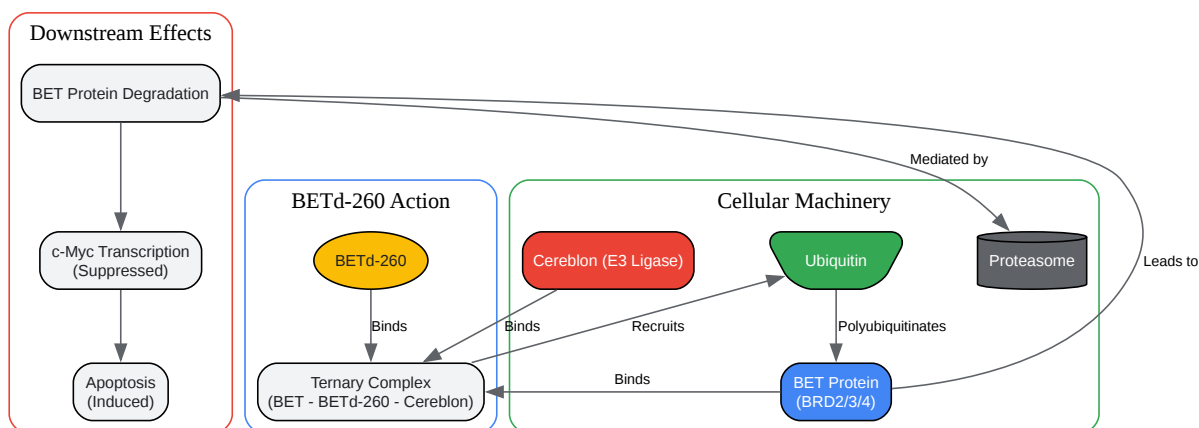 Downstream Effects
BET Protein Degradation
Mediated by
BETd-260 Action
Cellular Machinery
c-Myc Transcription
(Suppressed)
BETd-260
Cereblon (E3 Ligase)
Ubiquitin
Proteasome
Leads to
Binds
Binds
Recruits
Polyubiquitinates
Apoptosis
(Induced)
Ternary Complex
(BET - BETd-260 - Cereblon)
Binds
BET Protein
(BRD2/3/4)